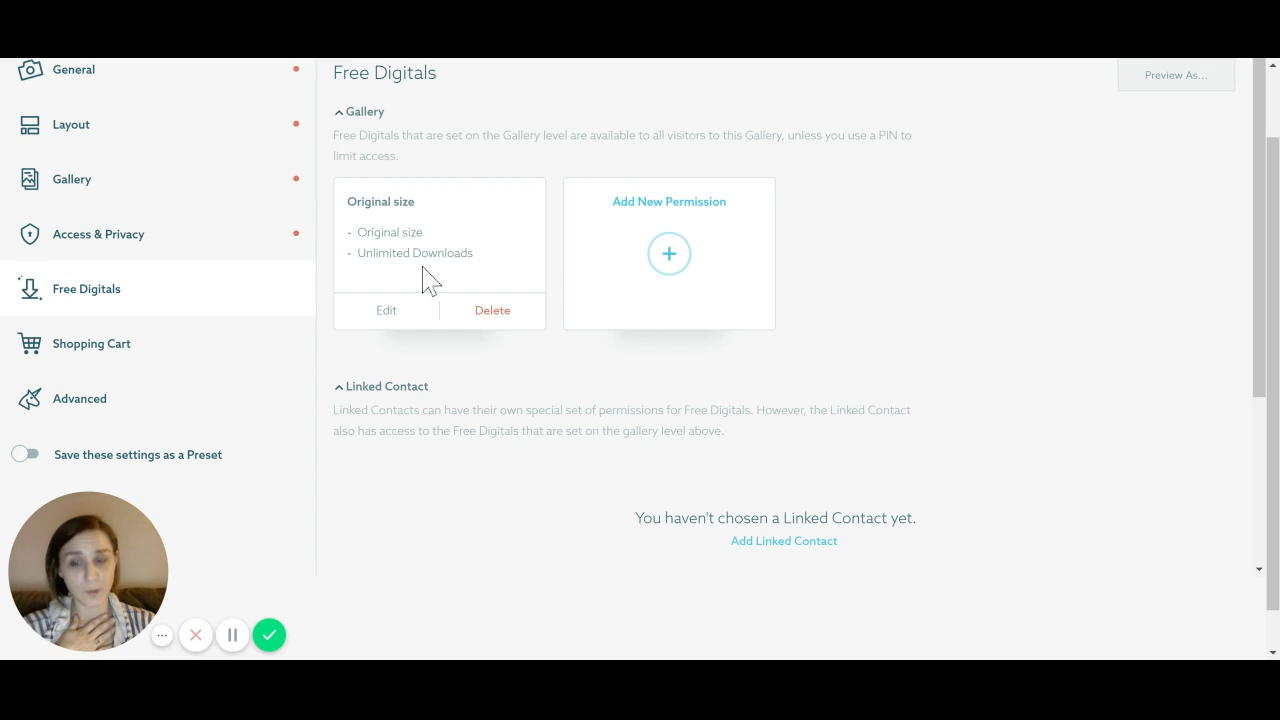 General
Layout
Gallery
Access & Privacy
Free Digitals
Shopping Cart
Advanced
Save these settings as a Preset
Free Digitals
Preview As...
Gallery
Free Digitals that are set on the Gallery level are available to all visitors to this Gallery, unless you use a PIN to
limit access.
Original size
- Original size
- Unlimited Downloads
Edit
Delete
Add New Permission
Linked Contact
Linked Contacts can have their own special set of permissions for Free Digitals. However, the Linked Contact
also has access to the Free Digitals that are set on the gallery level above.
You haven't chosen a Linked Contact yet.
Add Linked Contact